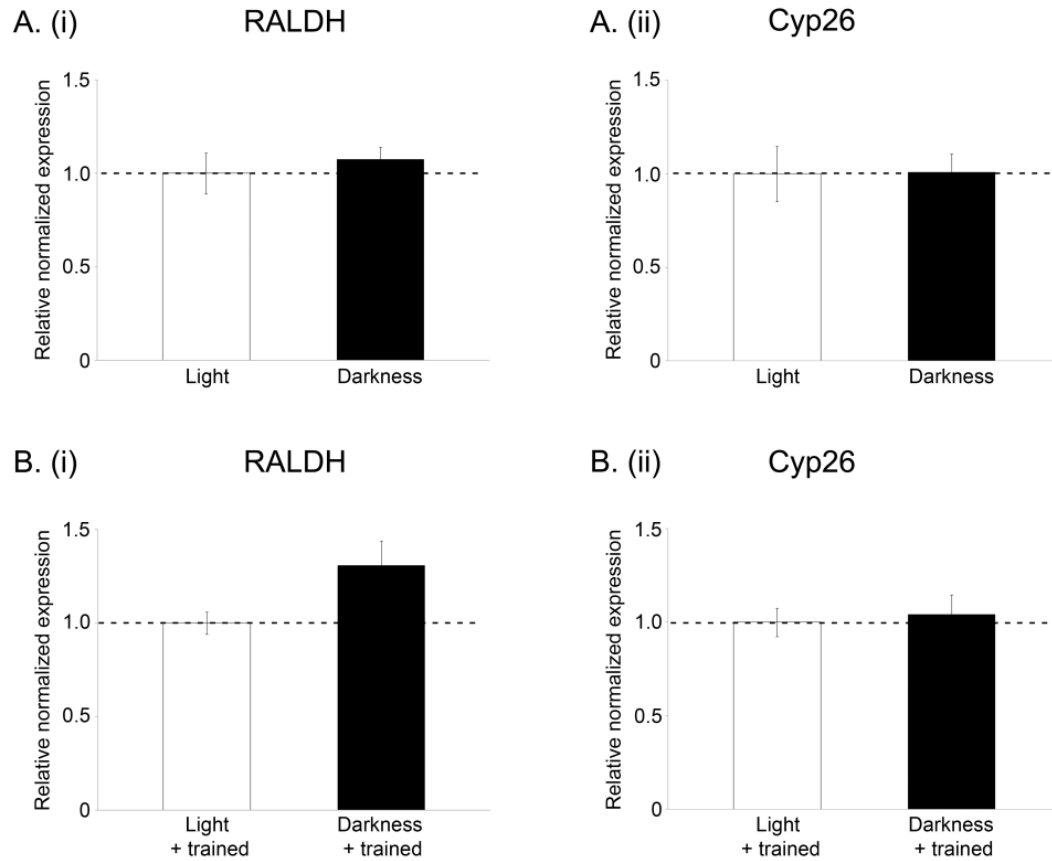 A. (i)
RALDH
Relative normalized expression
1.5
1.0
0.5
0
Light
Darkness
A. (ii)
Cyp26
Relative normalized expression
1.5
1.0
0.5
0
Light
Darkness
B. (i)
RALDH
Relative normalized expression
1.5
1.0
0.5
0
Light
+ trained
Darkness
+ trained
B. (ii)
Cyp26
Relative normalized expression
1.5
1.0
0.5
0
Light
+ trained
Darkness
+ trained